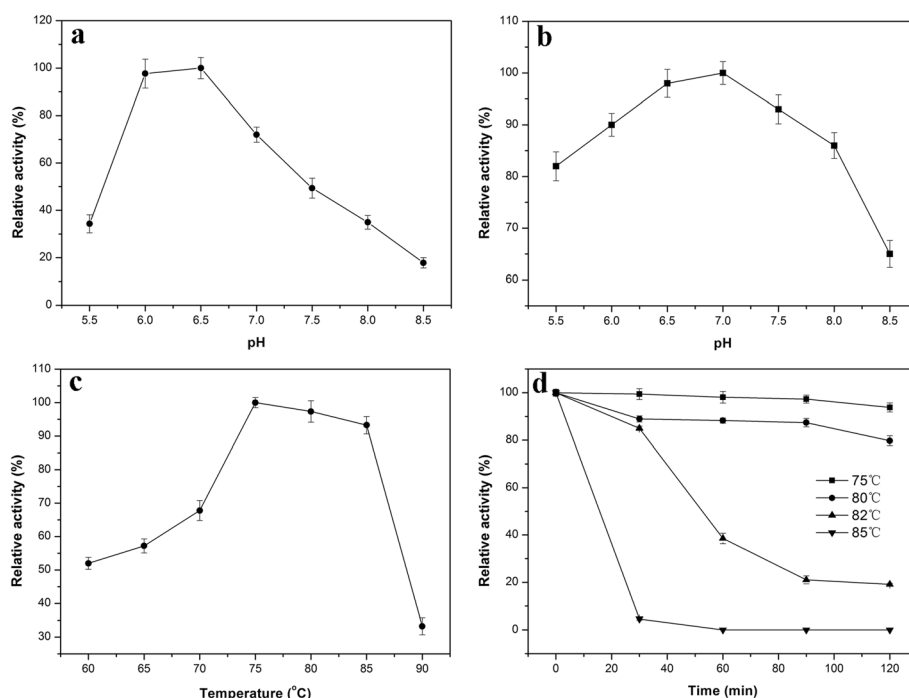 a
120
100
80
60
40
20
0
Relative activity (%)
5.5 6.0 6.5 7.0 7.5 8.0 8.5
pH
b
110
100
90
80
70
60
Relative activity (%)
5.5 6.0 6.5 7.0 7.5 8.0 8.5
pH
c
110
100
90
80
70
60
50
40
30
Relative activity (%)
60 65 70 75 80 85 90
Temperature (°C)
d
100
80
60
40
20
0
Relative activity (%)
75℃
80℃
82℃
85℃
0 20 40 60 80 100 120
Time (min)